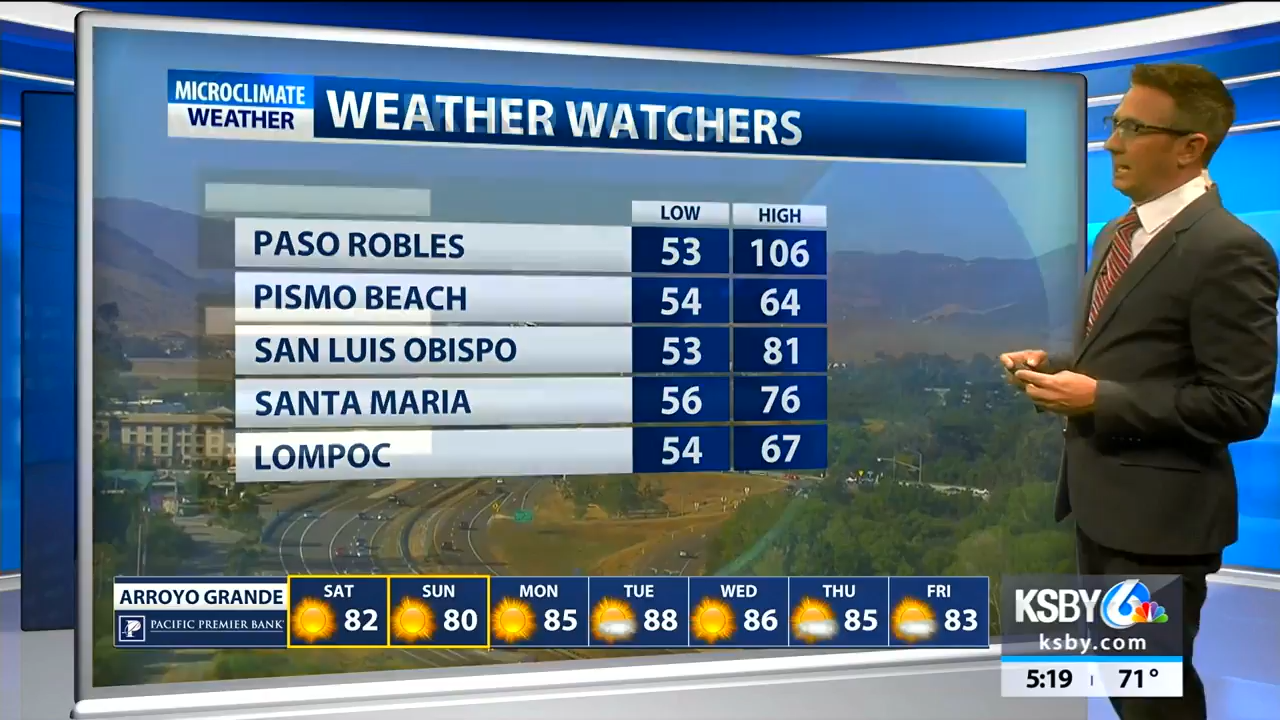 MICROCLIMATE
WEATHER
WEATHER WATCHERS
LOW HIGH
PASO ROBLES 53 106
PISMO BEACH 54 64
SAN LUIS OBISPO 53 81
SANTA MARIA 56 76
LOMPOC 54 67
ARROYO GRANDE
PACIFIC PREMIER BANK
SAT SUN MON TUE WED THU FRI
82 80 85 88 86 85 83
KSBY 6
ksby.com
5:19 71°